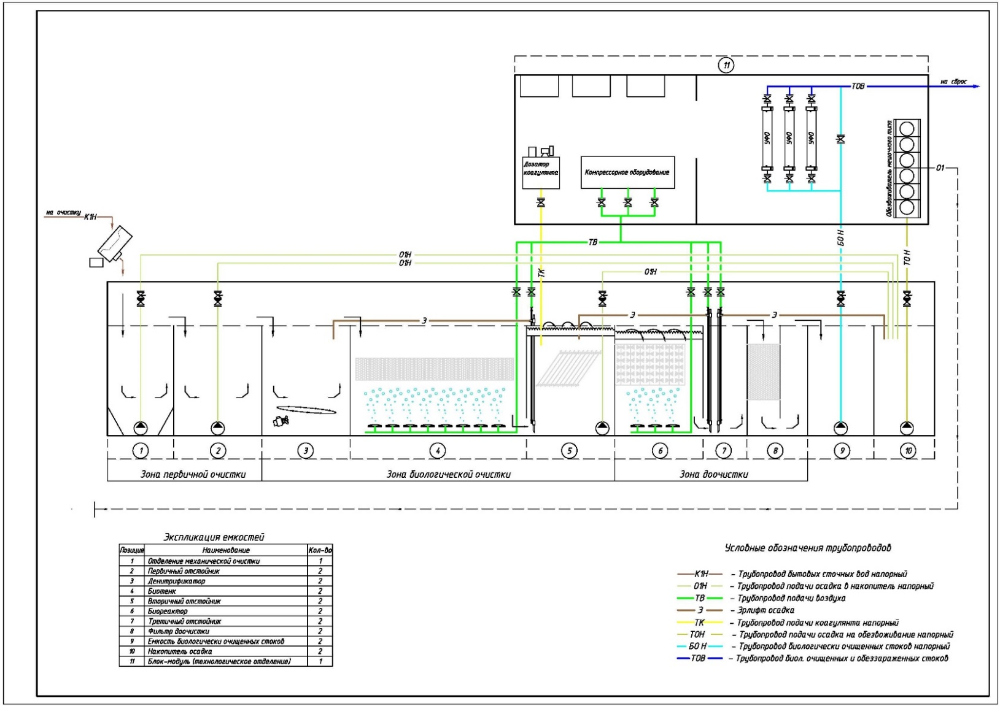 11
ТОВ
на сброс
УФО
УФО
УФО
Обезвоживатель мешочного типа
О1
Дозатор
коагулянта
Компрессорное оборудование
на очистку
К1Н
ТВ
БО Н
ТО Н
О1Н
О1Н
О1Н
ТК
Э
Э
Э
1
2
3
4
5
6
7
8
9
10
Зона первичной очистки
Зона биологической очистки
Зона доочистки
Экспликация емкостей
Позиция Наименование Кол-во
1 Отделение механической очистки 1
2 Первичный отстойник 2
3 Денитрификатор 2
4 Биотенк 2
5 Вторичный отстойник 2
6 Биореактор 2
7 Третичный отстойник 2
8 Фильтр доочистки 2
9 Емкость биологически очищенных стоков 2
10 Накопитель осадка 2
11 Блок-модуль (технологическое отделение) 1
Условные обозначения трубопроводов
К1Н - Трубопровод бытовых сточных вод напорный
О1Н - Трубопровод подачи осадка в накопитель напорный
ТВ - Трубопровод подачи воздуха
Э - Эрлифт осадка
ТК - Трубопровод подачи коагулянта напорный
ТОН - Трубопровод подачи осадка на обезвоживание напорный
БО Н - Трубопровод биологически очищенных стоков напорный
ТОВ - Трубопровод биол. очищенных и обеззараженных стоков